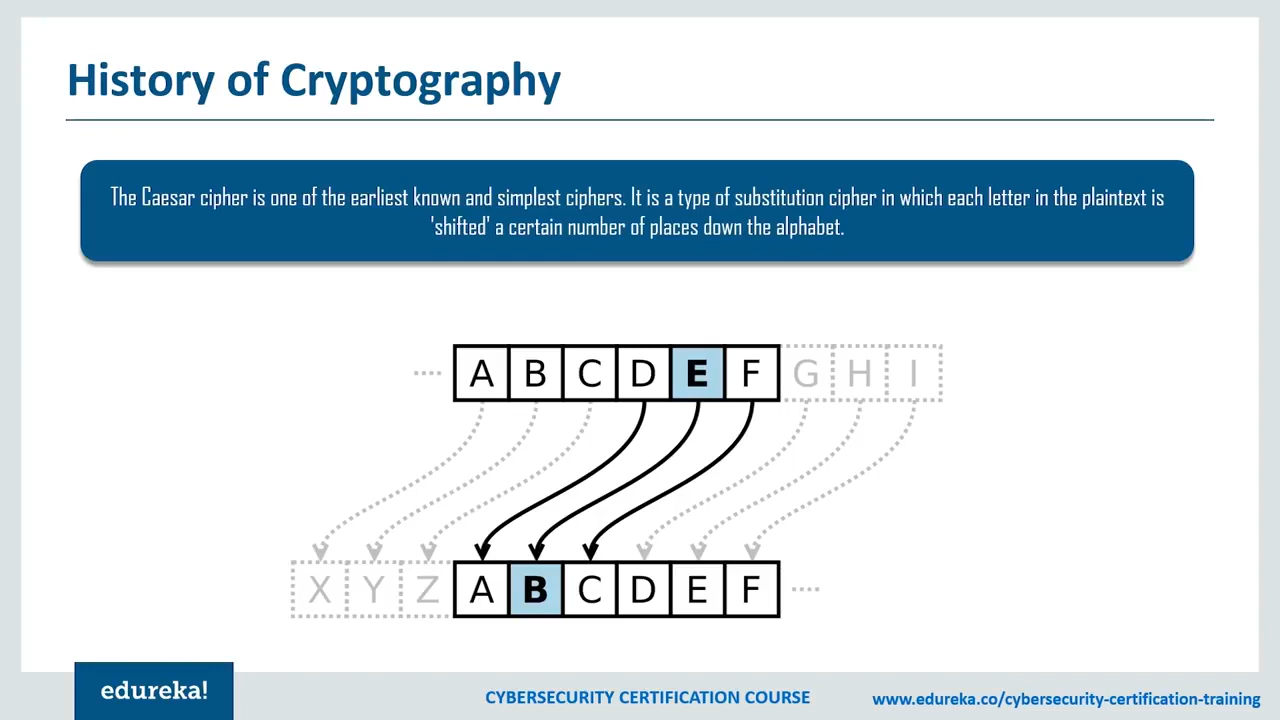 History of Cryptography
The Caesar cipher is one of the earliest known and simplest ciphers. It is a type of substitution cipher in which each letter in the plaintext is
'shifted' a certain number of places down the alphabet.
A B C D E F G H I
X Y Z A B C D E F
edureka!
CYBERSECURITY CERTIFICATION COURSE
www.edureka.co/cybersecurity-certification-training